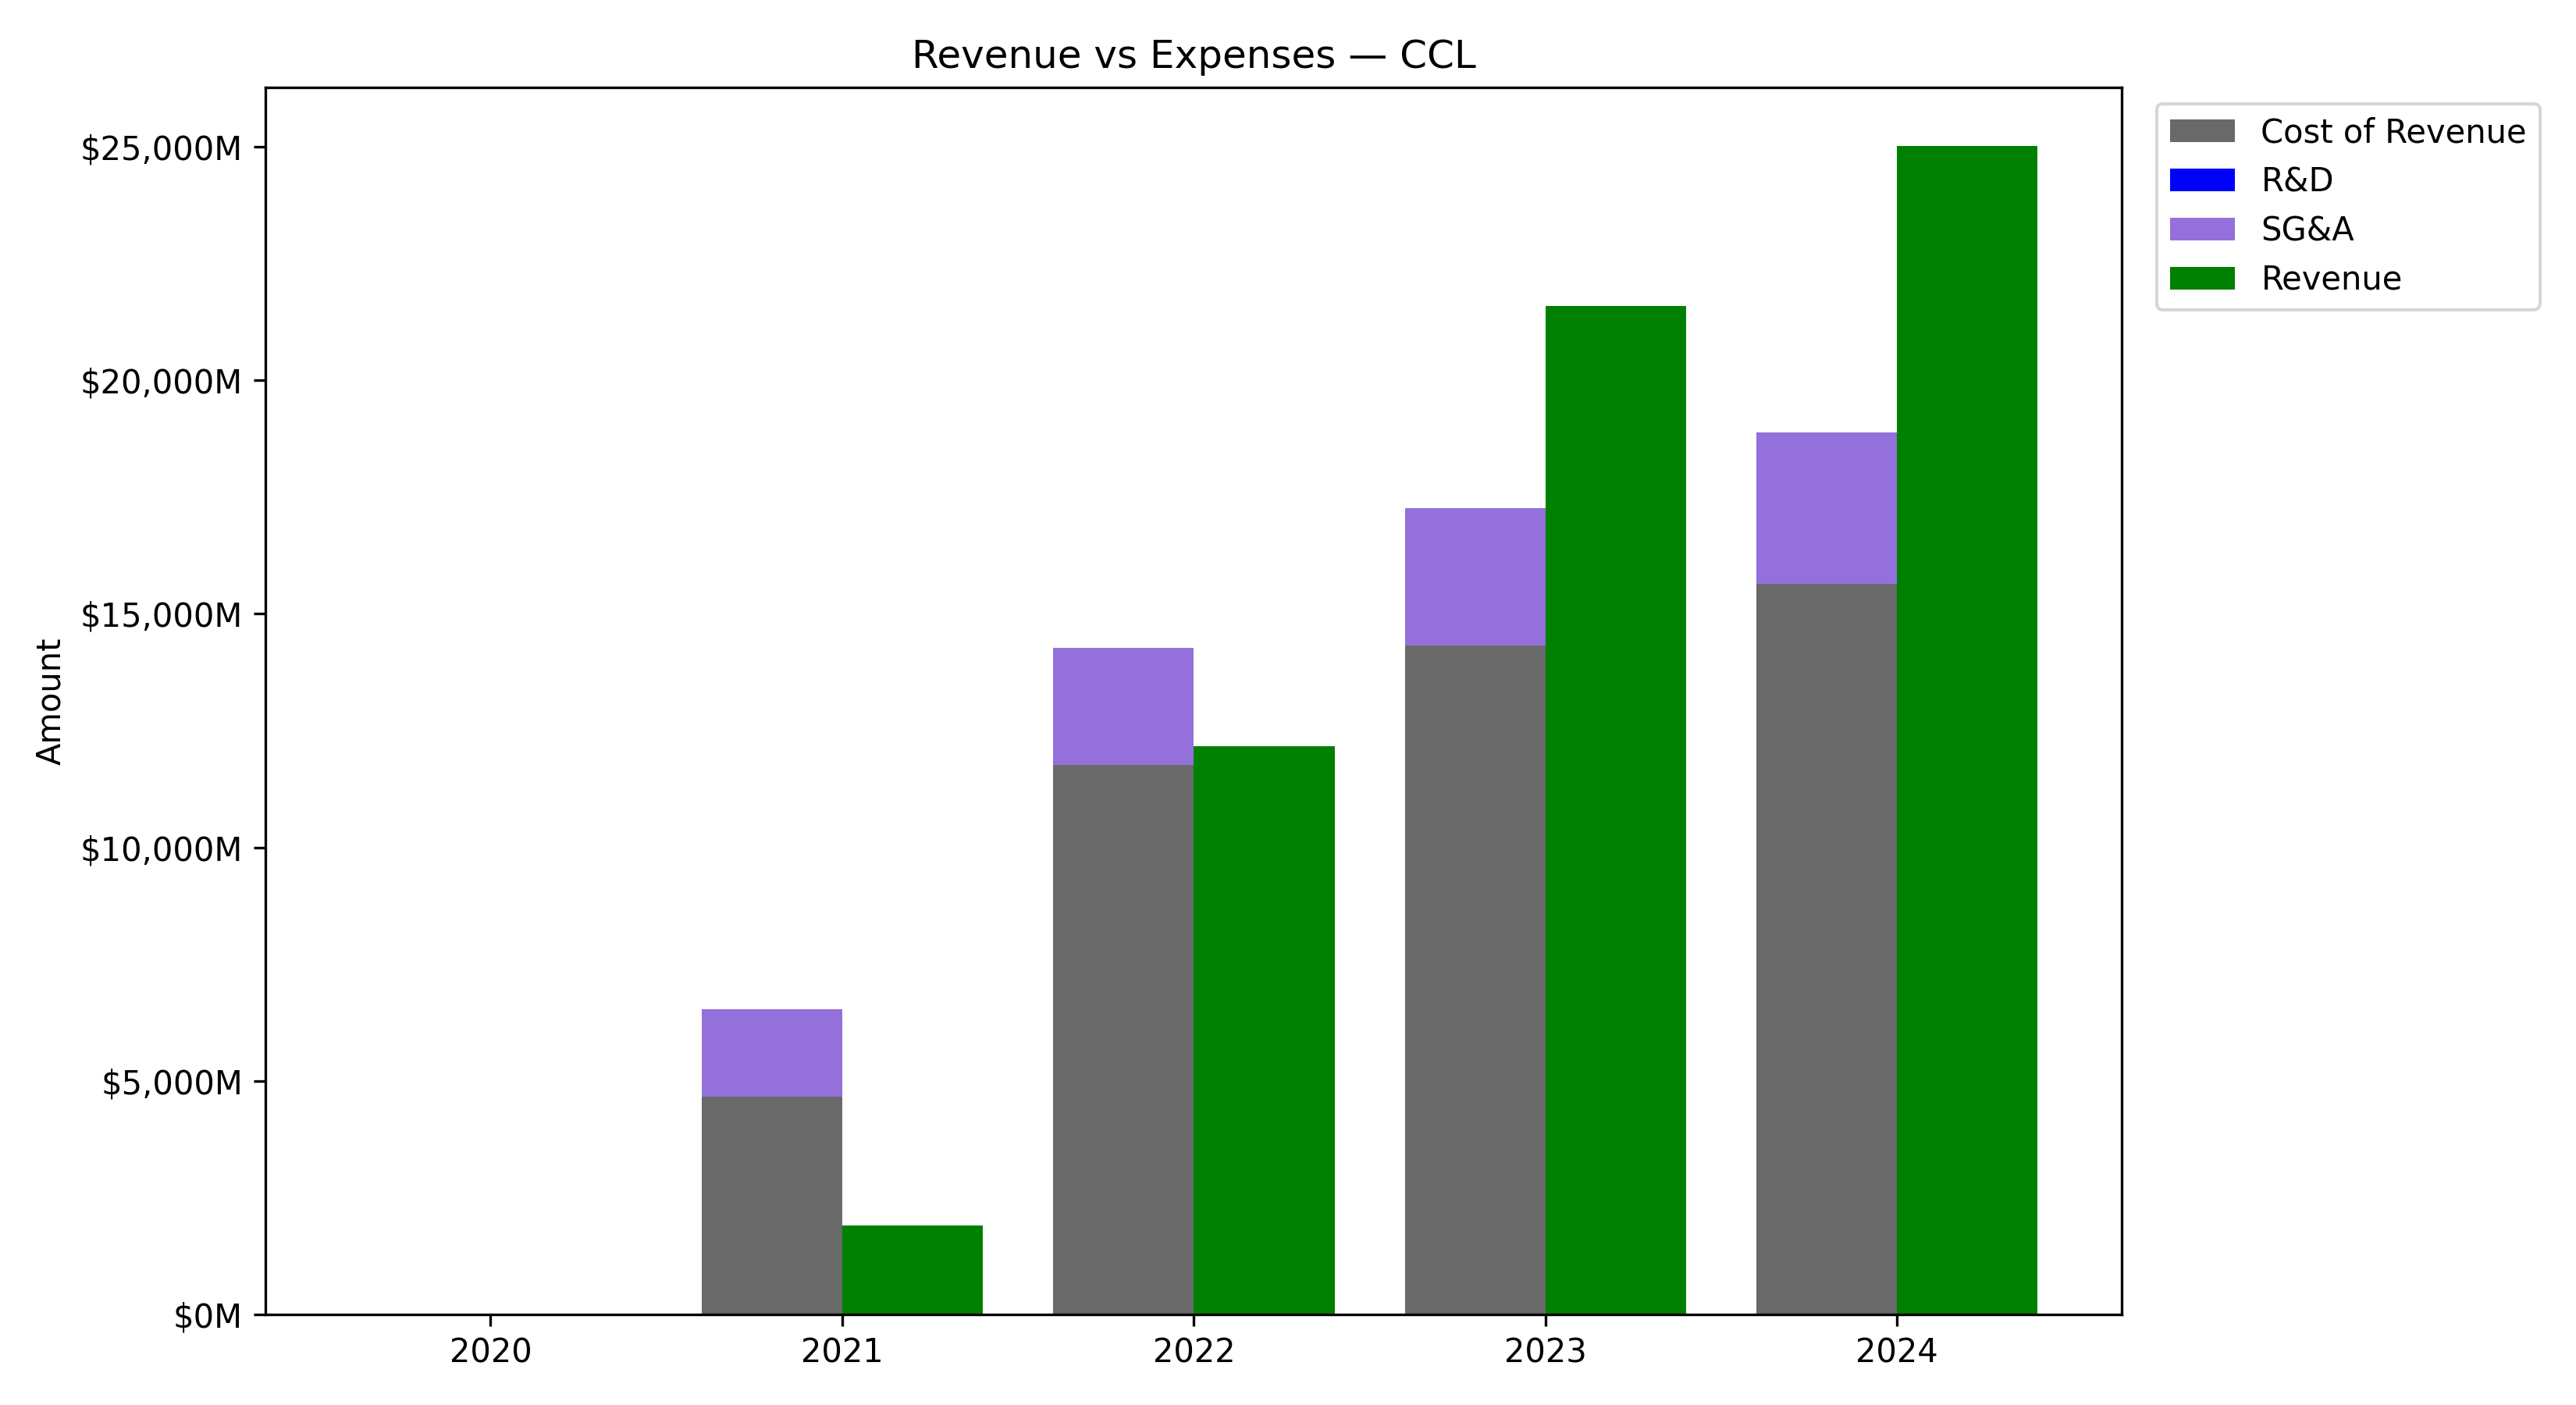 Revenue vs Expenses — CCL
Amount
$25,000M
$20,000M
$15,000M
$10,000M
$5,000M
$0M
2020
2021
2022
2023
2024
Cost of Revenue
R&D
SG&A
Revenue